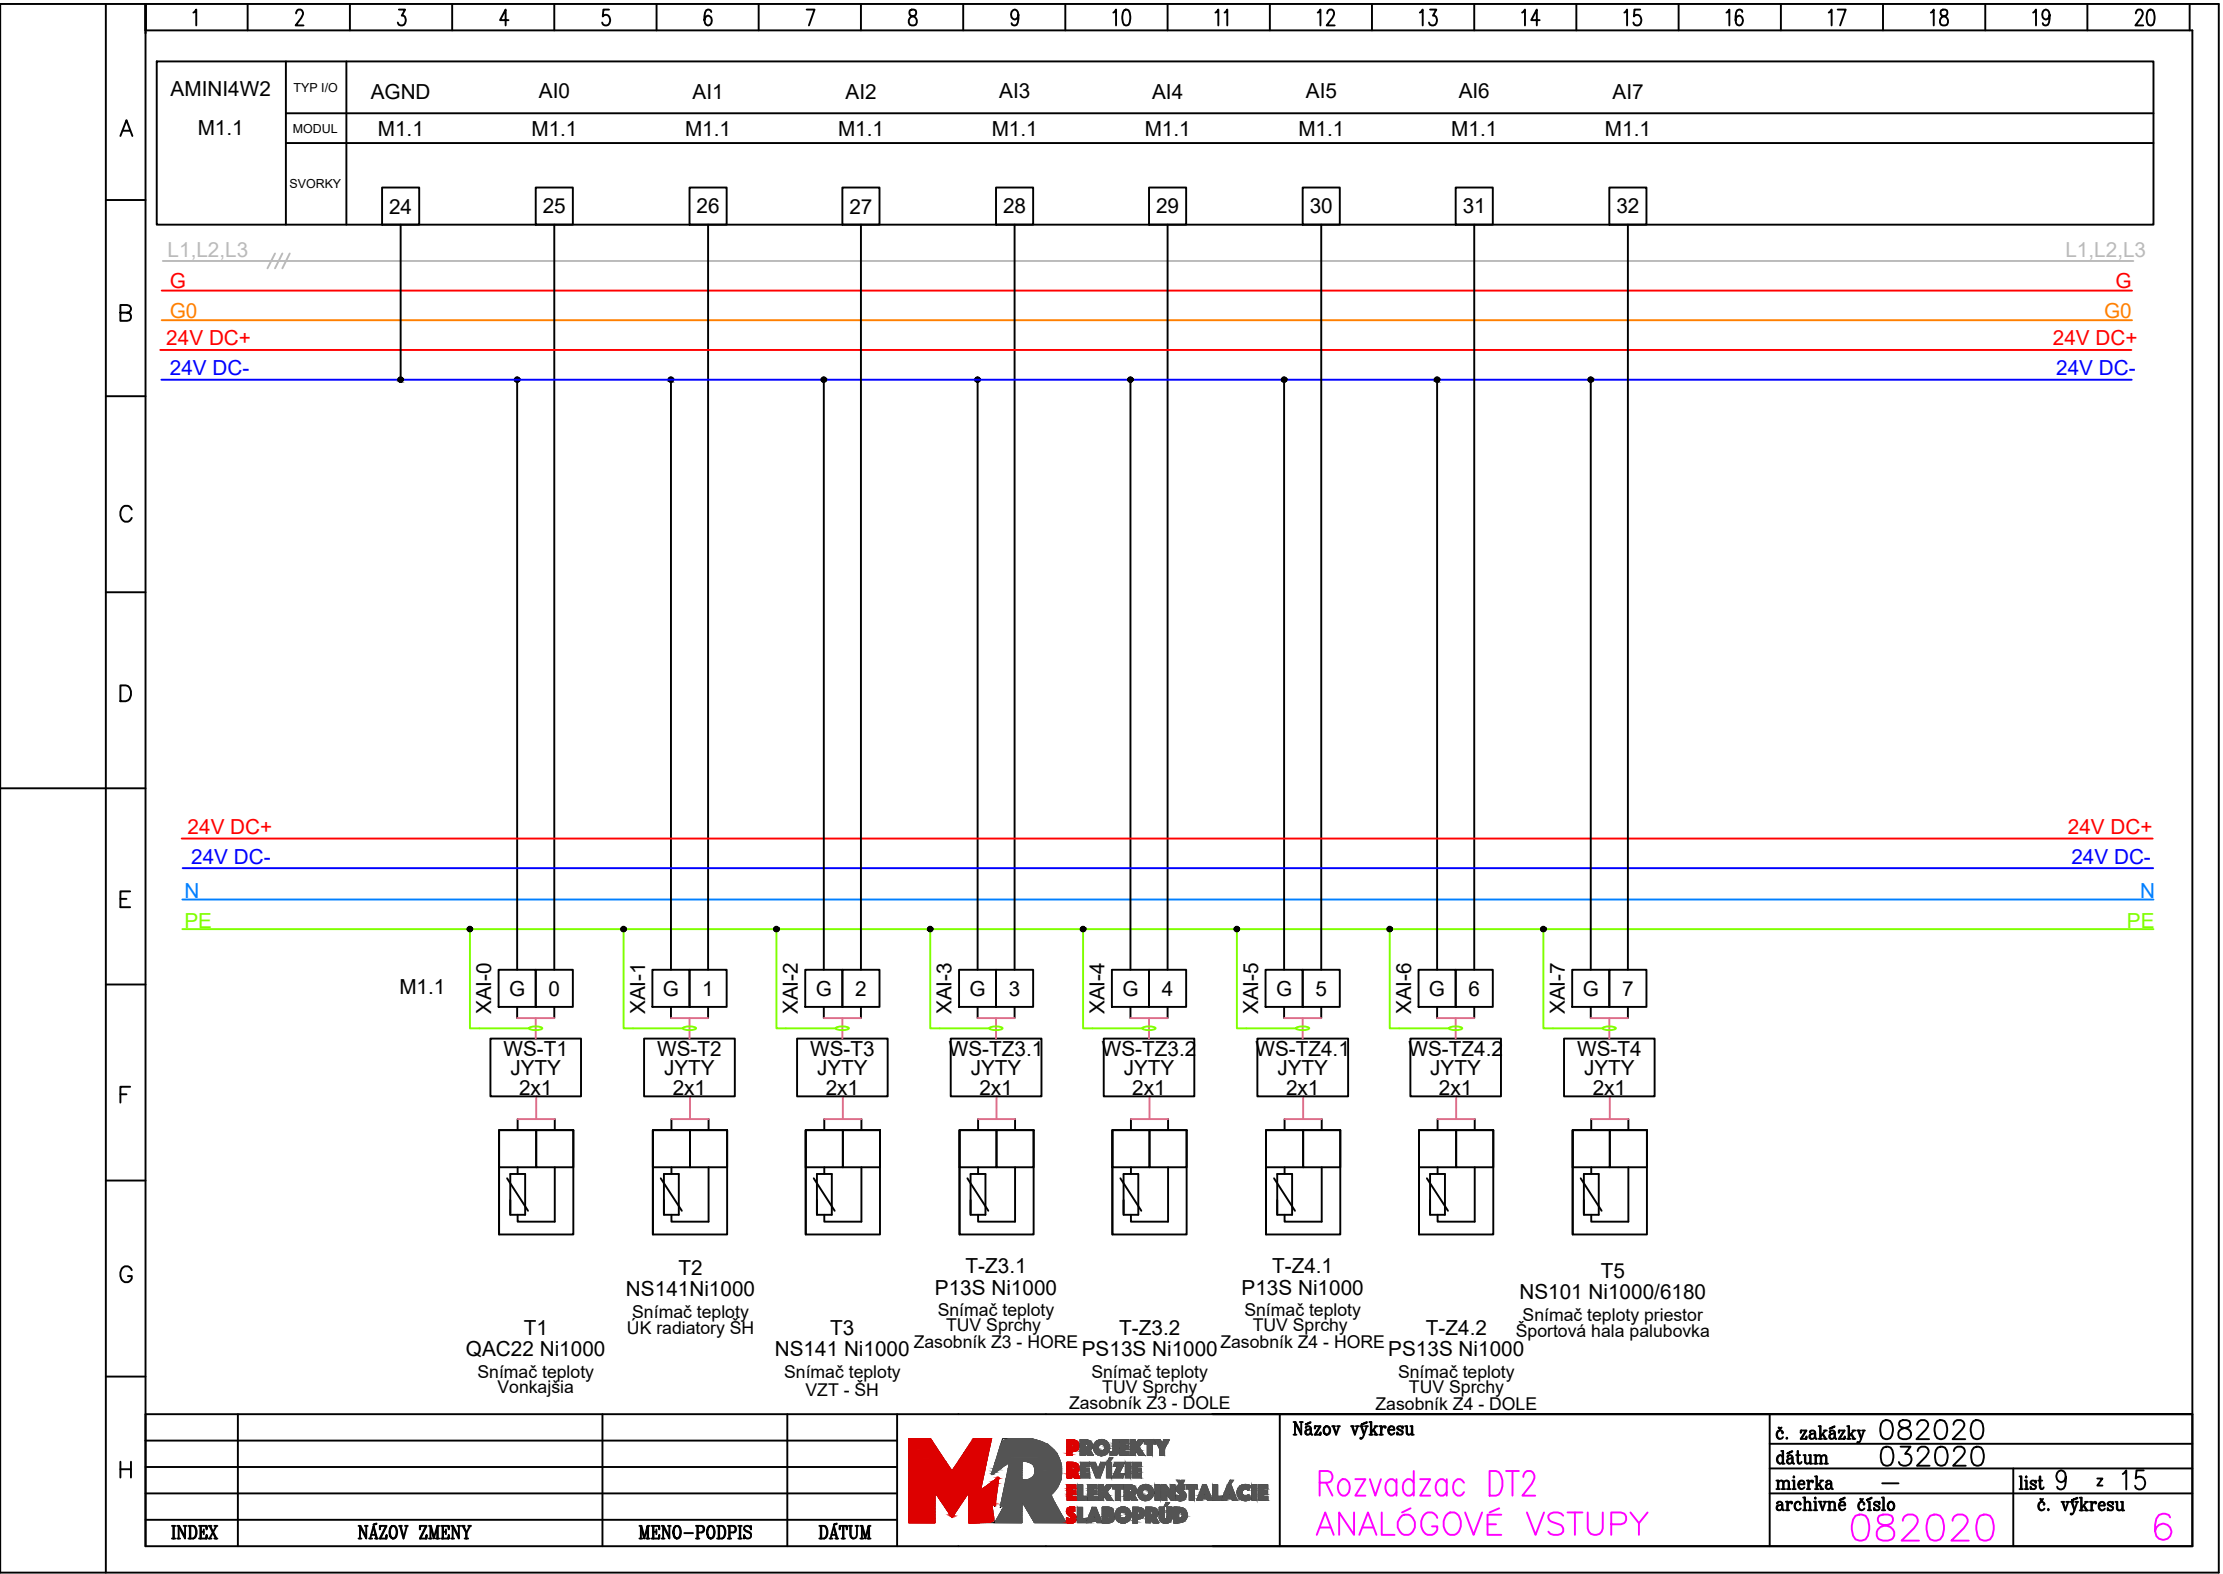 1 2 3 4 5 6 7 8 9 10 11 12 13 14 15 16 17 18 19 20
A
B
C
D
E
F
G
H
AMINI4W2 TYP I/O AGND AI0 AI1 AI2 AI3 AI4 AI5 AI6 AI7
M1.1 MODUL M1.1 M1.1 M1.1 M1.1 M1.1 M1.1 M1.1 M1.1 M1.1
SVORKY 24 25 26 27 28 29 30 31 32
L1,L2,L3 L1,L2,L3
G G
G0 G0
24V DC+ 24V DC+
24V DC- 24V DC-
24V DC+ 24V DC+
24V DC- 24V DC-
N N
PE PE
M1.1
XAI-0 G 0
XAI-1 G 1
XAI-2 G 2
XAI-3 G 3
XAI-4 G 4
XAI-5 G 5
XAI-6 G 6
XAI-7 G 7
WS-T1
JYTY
2x1
WS-T2
JYTY
2x1
WS-T3
JYTY
2x1
WS-TZ3.1
JYTY
2x1
WS-TZ3.2
JYTY
2x1
WS-TZ4.1
JYTY
2x1
WS-TZ4.2
JYTY
2x1
WS-T4
JYTY
2x1
T1
QAC22 Ni1000
Snímač teploty
Vonkajšia
T2
NS141Ni1000
Snímač teploty
ÚK radiatory ŠH
T3
NS141 Ni1000
Snímač teploty
VZT - ŠH
T-Z3.1
P13S Ni1000
Snímač teploty
TUV Sprchy
Zasobník Z3 - HORE
T-Z3.2
PS13S Ni1000
Snímač teploty
TUV Sprchy
Zasobník Z3 - DOLE
T-Z4.1
P13S Ni1000
Snímač teploty
TUV Sprchy
Zasobník Z4 - HORE
T-Z4.2
PS13S Ni1000
Snímač teploty
TUV Sprchy
Zasobník Z4 - DOLE
T5
NS101 Ni1000/6180
Snímač teploty priestor
Športová hala palubovka
INDEX NÁZOV ZMENY MENO-PODPIS DÁTUM
MR
PROJEKTY
REVÍZIE
ELEKTROINŠTALÁCIE
SLABOPRÚD
Názov výkresu
Rozvadzac DT2
ANALÓGOVÉ VSTUPY
č. zakázky 082020
dátum 032020
mierka — list 9 z 15
archivné číslo 082020
č. výkresu 6